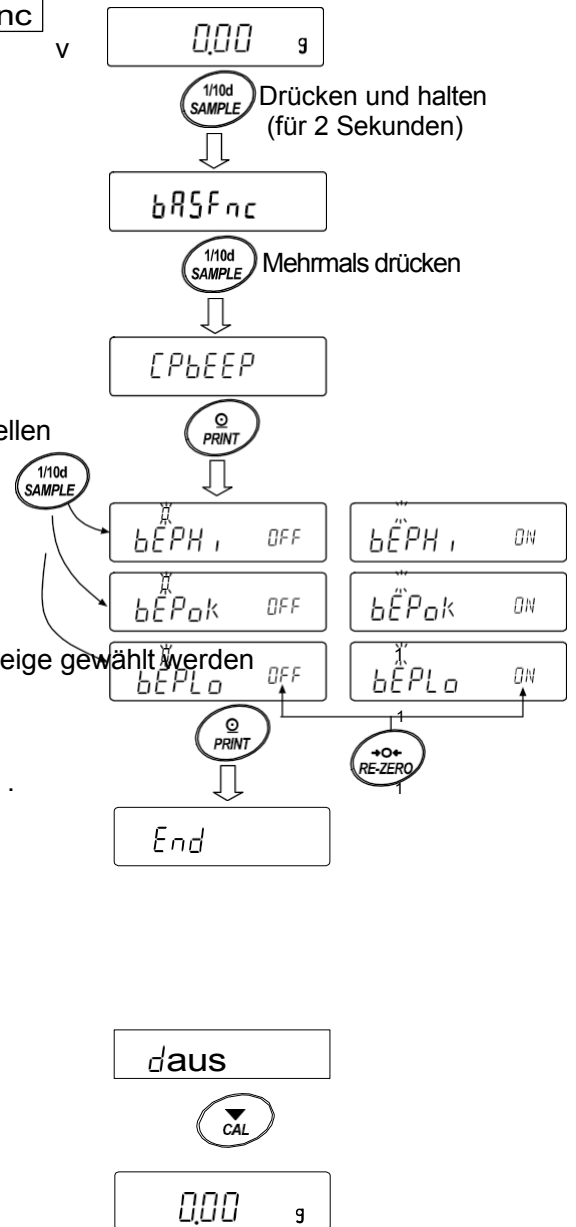 nc
v
0.00 g
1/10d
SAMPLE
Drücken und halten
(für 2 Sekunden)
bASFnc
1/10d
SAMPLE
Mehrmals drücken
CPbEEP
PRINT
ellen
1/10d
SAMPLE
bEPHi OFF
bEPHi ON
bEPok OFF
bEPok ON
eige gewählt werden
bEPLo OFF
bEPLo ON
1
1
PRINT
→O←
RE-ZERO
1
.
End
daus
CAL
0.00 g